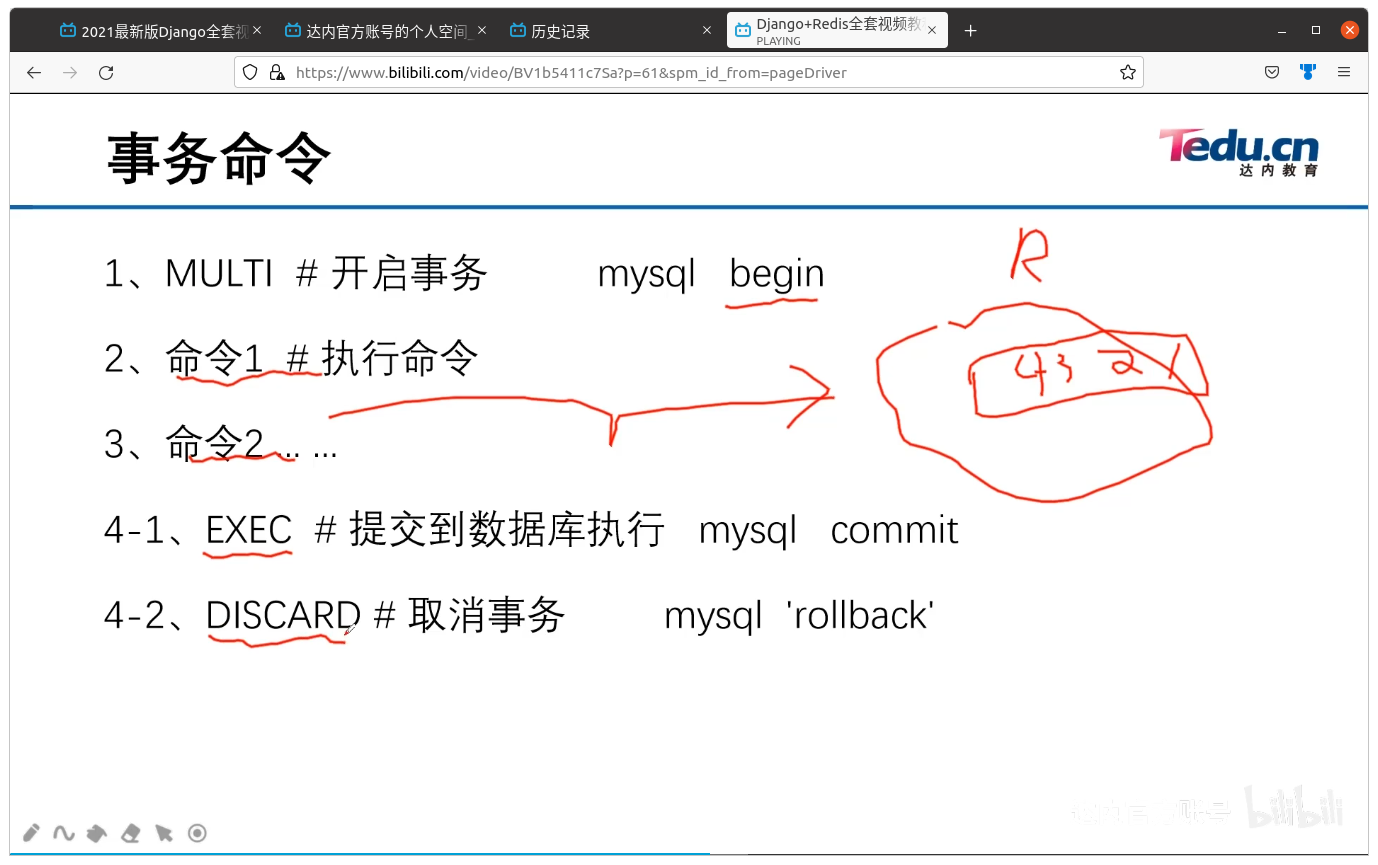 2021最新版Django全套视
达内官方账号的个人空间_
历史记录
Django+Redis全套视频教
PLAYING
https://www.bilibili.com/video/BV1b5411c7Sa?p=61&spm_id_from=pageDriver
事务命令
Tedu.cn
达内教育
R
1、MULTI # 开启事务 mysql begin
2、命令1 # 执行命令
4 3 2 1
3、命令2 ... ...
4-1、EXEC # 提交到数据库执行 mysql commit
4-2、DISCARD # 取消事务 mysql 'rollback'
达内官方账号 bilibili